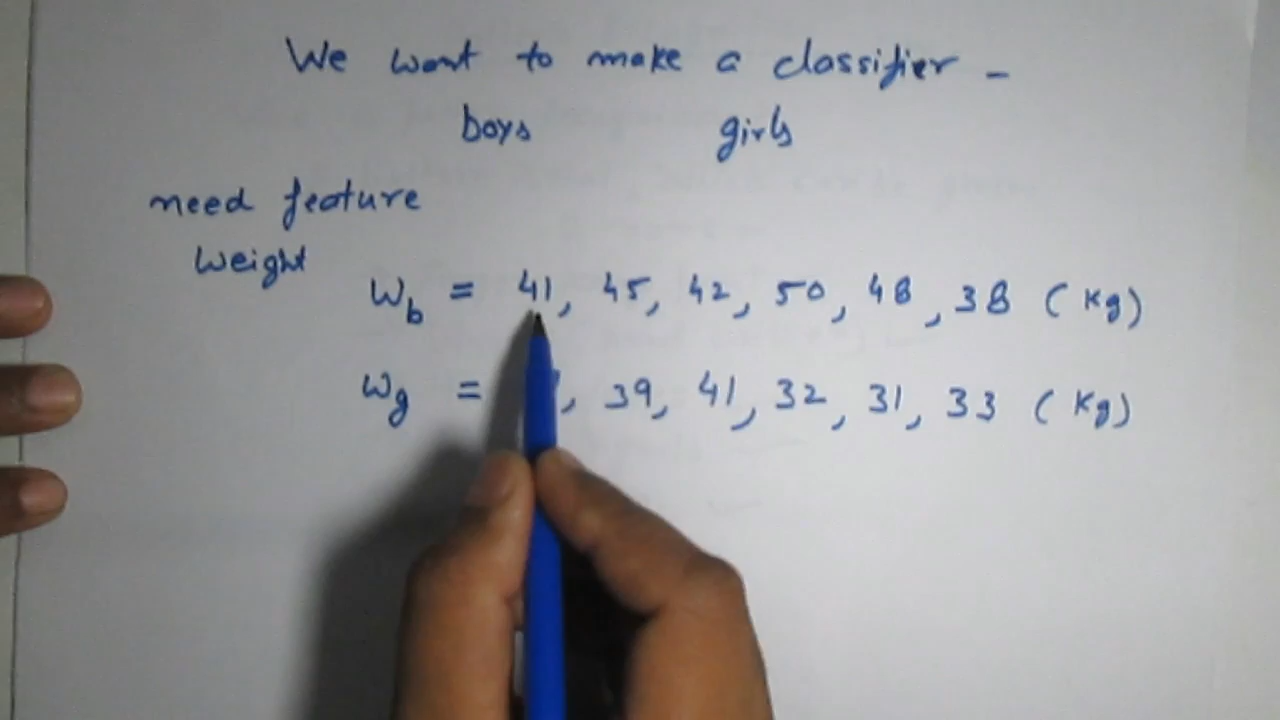 We want to make a classifier -
boys girls
need feature
weight
Wb = 41, 45, 42, 50, 48, 38 (Kg)
Wg = , 39, 41, 32, 31, 33 (Kg)